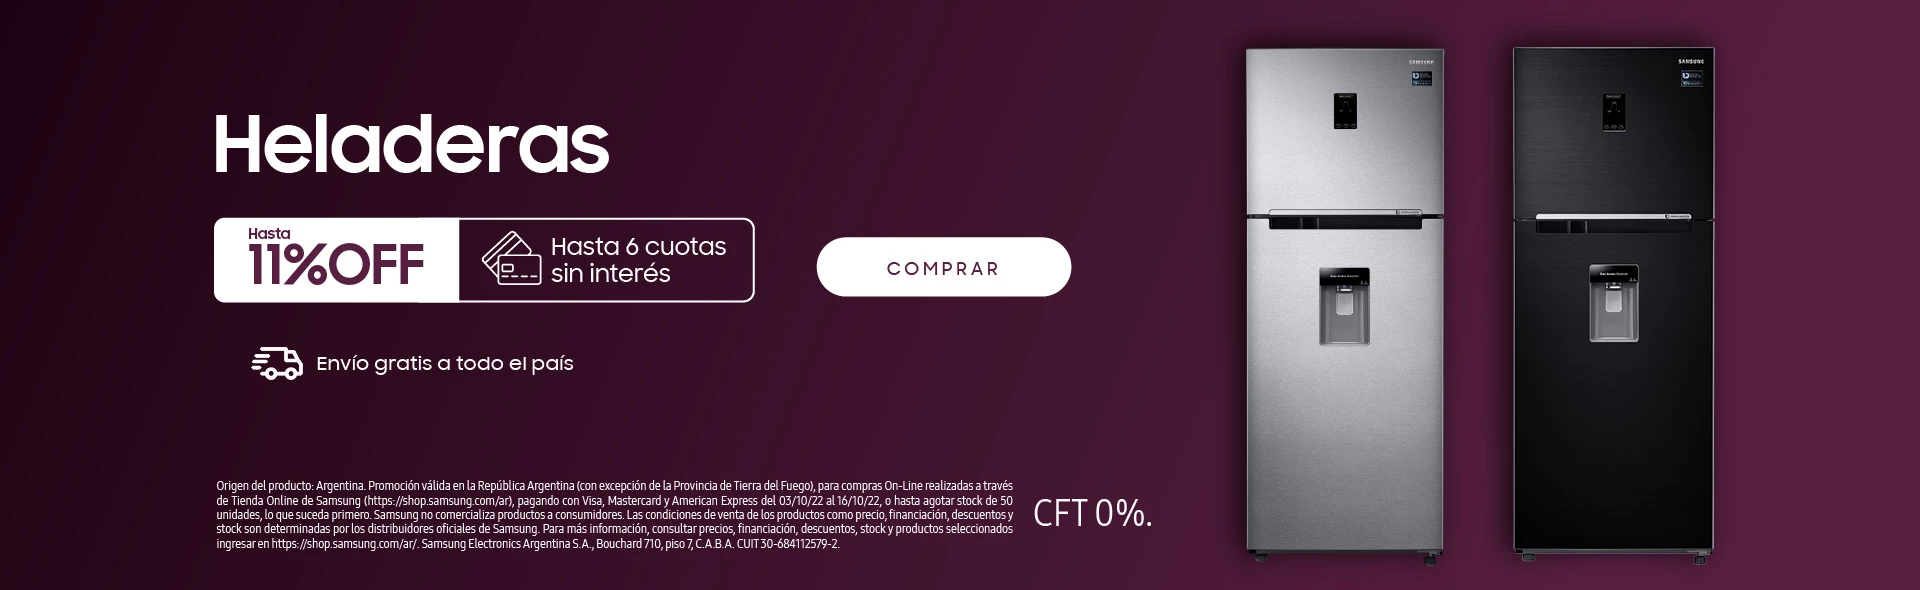 Heladeras
Hasta
11%OFF
Hasta 6 cuotas
sin interés
COMPRAR
Envío gratis a todo el país
Origen del producto: Argentina. Promoción válida en la República Argentina (con excepción de la Provincia de Tierra del Fuego), para compras On-Line realizadas a través
de Tienda Online de Samsung (https://shop.samsung.com/ar), pagando con Visa, Mastercard y American Express del 03/10/22 al 16/10/22, o hasta agotar stock de 50
unidades, lo que suceda primero. Samsung no comercializa productos a consumidores. Las condiciones de venta de los productos como precio, financiación, descuentos y
stock son determinadas por los distribuidores oficiales de Samsung. Para más información, consultar precios, financiación, descuentos, stock y productos seleccionados
ingresar en https://shop.samsung.com/ar/. Samsung Electronics Argentina S.A., Bouchard 710, piso 7, C.A.B.A. CUIT 30-684112579-2.
CFT 0%.
SAMSUNG
SAMSUNG